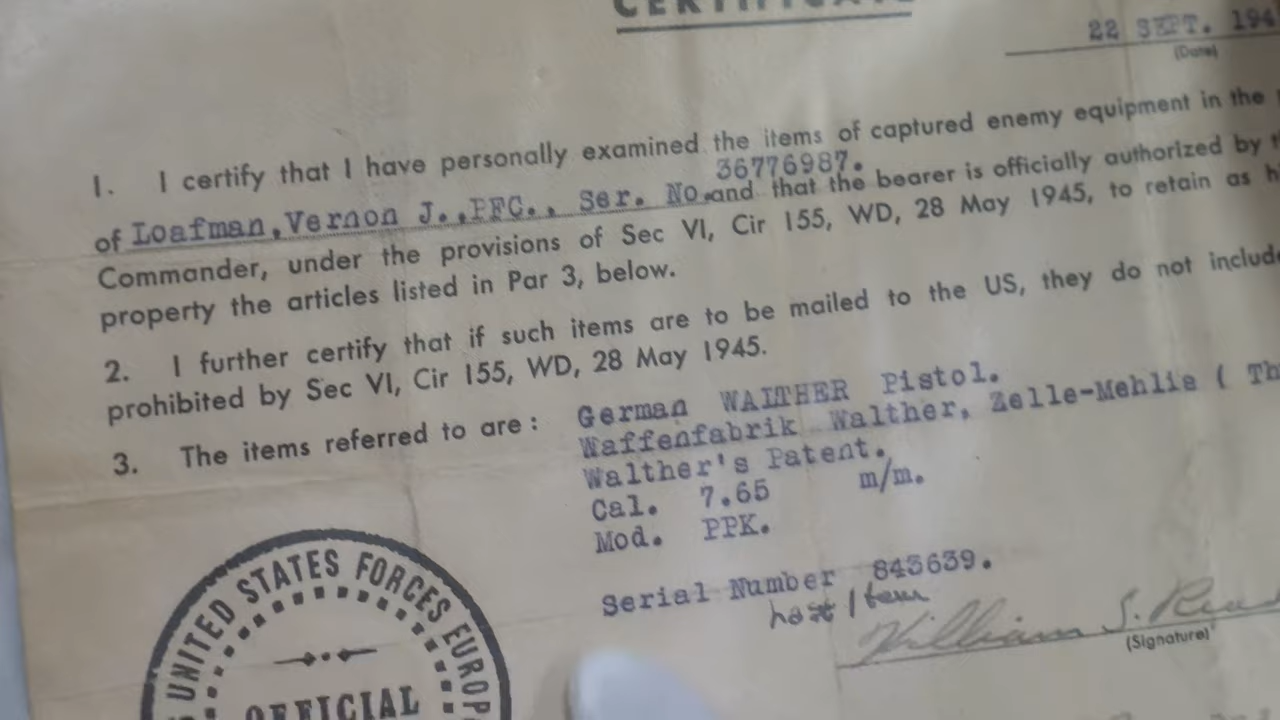 CERTIFICATE
22 SEPT. 194
(Date)
1. I certify that I have personally examined the items of captured enemy equipment in the
36776987.
of Loafman,Vernon J.,PFC., Ser. No.and that the bearer is officially authorized by
Commander, under the provisions of Sec VI, Cir 155, WD, 28 May 1945, to retain as
property the articles listed in Par 3, below.
2. I further certify that if such items are to be mailed to the US, they do not include
prohibited by Sec VI, Cir 155, WD, 28 May 1945.
3. The items referred to are : German WALTHER Pistol.
Waffenfabrik Walther, Zelle-Mehlis ( Th
Walther's Patent.
Cal. 7.65 m/m.
Mod. PPK.
Serial Number 843639.
William S.
(Signature)
UNITED STATES FORCES EUROP
OFFICIAL